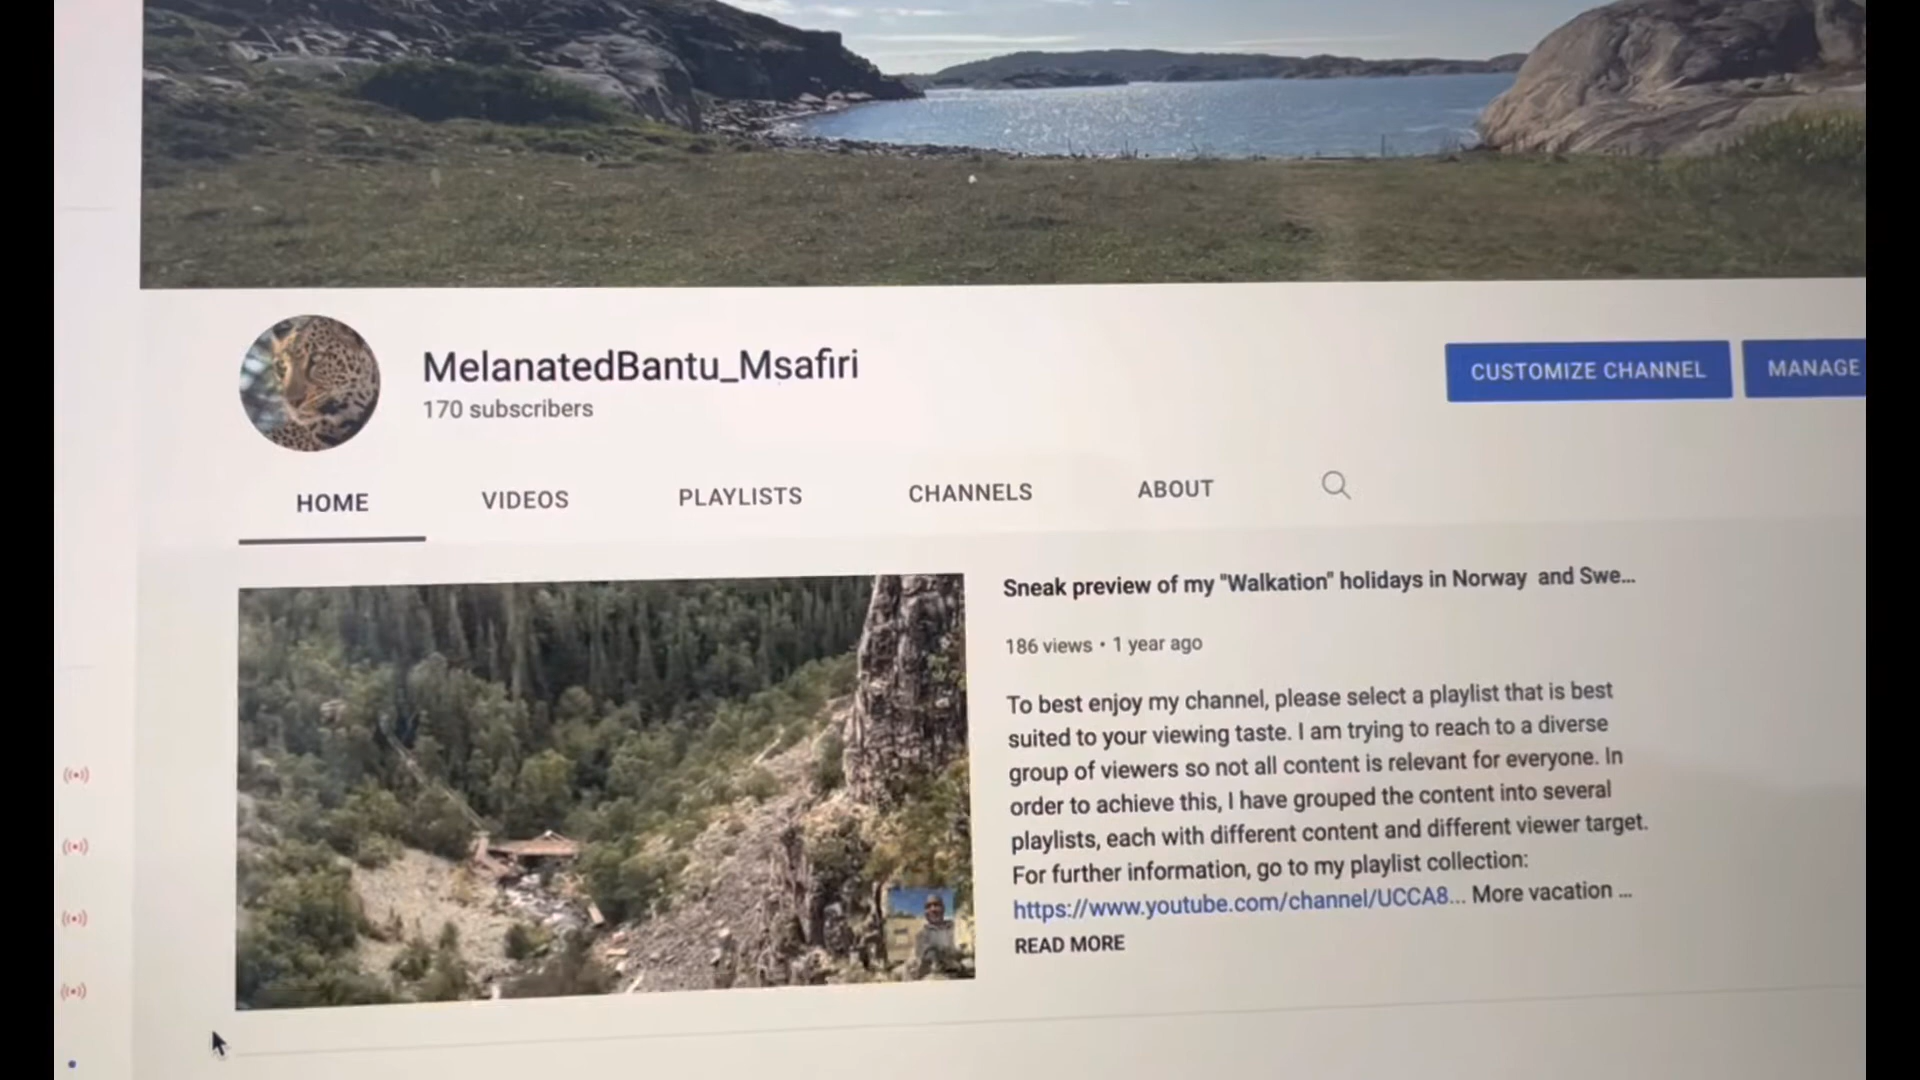 MelanatedBantu_Msafiri
170 subscribers
CUSTOMIZE CHANNEL
MANAGE
HOME
VIDEOS
PLAYLISTS
CHANNELS
ABOUT
Sneak preview of my "Walkation" holidays in Norway and Swe...
186 views • 1 year ago
To best enjoy my channel, please select a playlist that is best
suited to your viewing taste. I am trying to reach to a diverse
group of viewers so not all content is relevant for everyone. In
order to achieve this, I have grouped the content into several
playlists, each with different content and different viewer target.
For further information, go to my playlist collection:
https://www.youtube.com/channel/UCCA8... More vacation ...
READ MORE